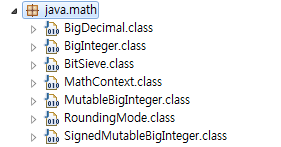 java.math
BigDecimal.class
BigInteger.class
BitSieve.class
MathContext.class
MutableBigInteger.class
RoundingMode.class
SignedMutableBigInteger.class